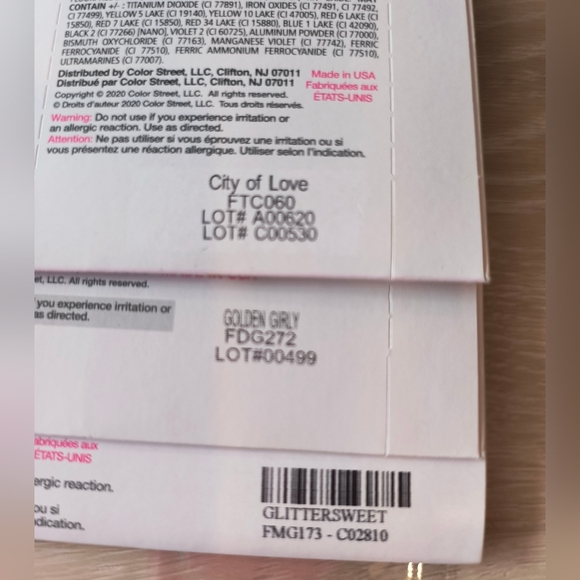 CONTAIN +/- : TITANIUM DIOXIDE (CI 77891), IRON OXIDES (CI 77491, CI 77492,
CI 77499), YELLOW 5 LAKE (CI 19140), YELLOW 10 LAKE (CI 47005), RED 6 LAKE (CI
15850), RED 7 LAKE (CI 15850), RED 34 LAKE (CI 15880), BLUE 1 LAKE (CI 42090),
BLACK 2 (CI 77266) [NANO], VIOLET 2 (CI 60725), ALUMINUM POWDER (CI 77000),
BISMUTH OXYCHLORIDE (CI 77163), MANGANESE VIOLET (CI 77742), FERRIC
FERROCYANIDE (CI 77510), FERRIC AMMONIUM FERROCYANIDE (CI 77510),
ULTRAMARINES (CI 77007).
Distributed by Color Street, LLC, Clifton, NJ 07011
Distribué par Color Street, LLC, Clifton, NJ 07011
Made in USA
Fabriquées aux
ÉTATS-UNIS
Copyright © 2020 Color Street, LLC. All rights reserved.
© Droits d'auteur 2020 Color Street, LLC. Tous droits réservés.
Warning: Do not use if you experience irritation or
an allergic reaction. Use as directed.
Attention: Ne pas utiliser si vous éprouvez une irritation ou si
vous présentez une réaction allergique. Utiliser selon l'indication.
City of Love
FTC060
LOT# A00620
LOT# C00530
et, LLC. All rights reserved.
you experience irritation or
as directed.
GOLDEN GIRLY
FDG272
LOT#00499
abriquées aux
ÉTATS-UNIS
ergic reaction.
ou si
dication.
GLITTERSWEET
FMG173 - C02810